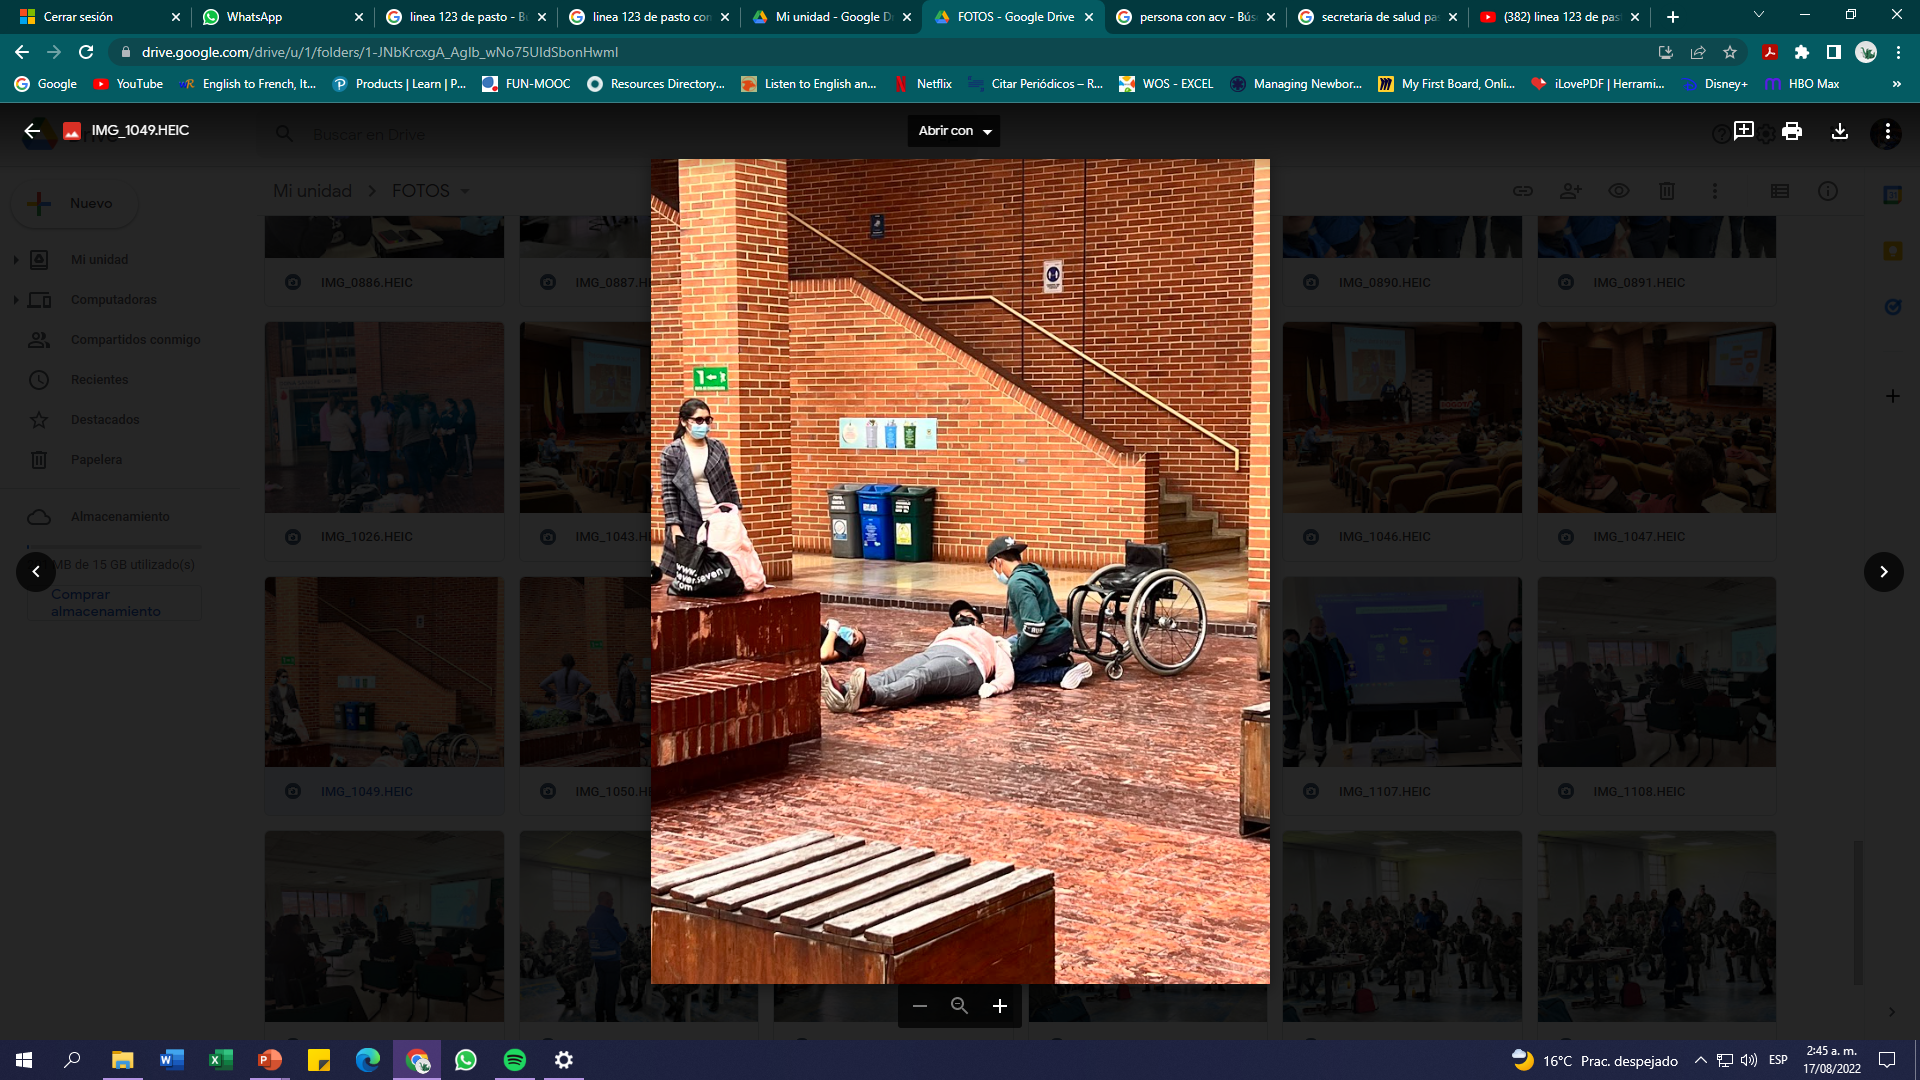 Cerrar sesión
WhatsApp
linea 123 de pasto - B
linea 123 de pasto con
Mi unidad - Google D
FOTOS - Google Drive
persona con acv - Bús
secretaria de salud pa
(382) linea 123 de pas
drive.google.com/drive/u/1/folders/
Google
YouTube
English to French, It...
Products | Learn | P...
FUN-MOOC
Resources Directory...
Listen to English an...
Netflix
Citar Periódicos – R...
WOS - EXCEL
Managing Newbor...
My First Board, Onli...
iLovePDF | Herrami...
Disney+
HBO Max
»
IMG_1049.HEIC
Buscar en Drive
Abrir con
Nuevo
Mi unidad
FOTOS
Mi unidad
Computadoras
Compartidos conmigo
Recientes
Destacados
Papelera
Almacenamiento
MB de 15 GB utilizado(s)
Comprar
almacenamiento
IMG_0886.HEIC
IMG_0887.H
IMG_0890.HEIC
IMG_0891.HEIC
IMG_1026.HEIC
IMG_1043.
IMG_1046.HEIC
IMG_1047.HEIC
IMG_1049.HEIC
IMG_1050.H
IMG_1107.HEIC
IMG_1108.HEIC
www.
16°C Prac. despejado
ESP
2:45 a. m.
17/08/2022